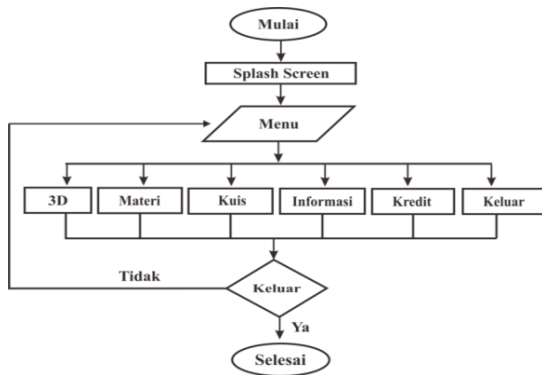 Mulai
Splash Screen
Menu
3D
Materi
Kuis
Informasi
Kredit
Keluar
Tidak
Keluar
Ya
Selesai